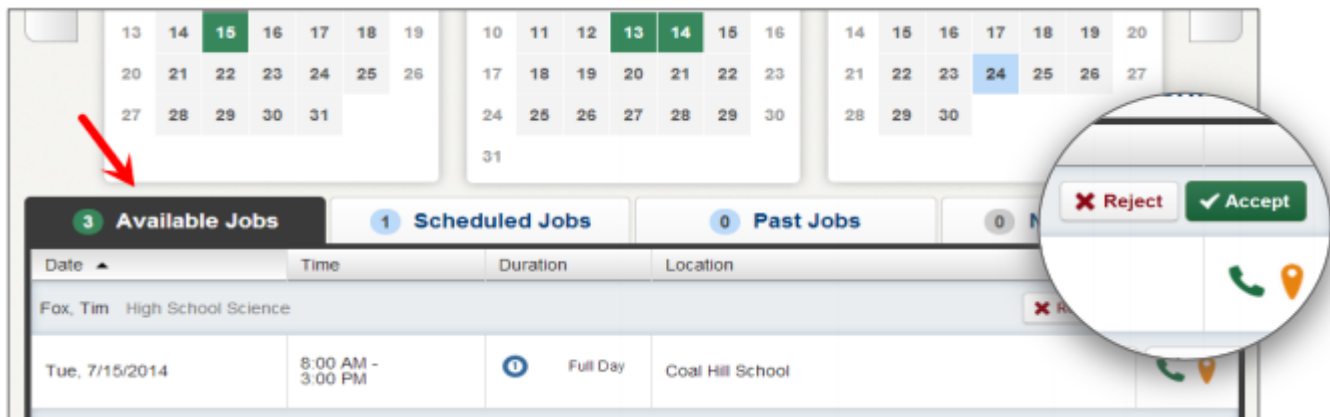 13 14 15 16 17 18 19 10 11 12 13 14 15 16 14 15 16 17 18 19 20
20 21 22 23 24 25 26 17 18 19 20 21 22 23 21 22 23 24 25 26 27
27 28 29 30 31 24 25 26 27 28 29 30 28 29 30
31
Reject Accept
3 Available Jobs 1 Scheduled Jobs 0 Past Jobs 0
Date Time Duration Location
Fox, Tim High School Science
Tue, 7/15/2014 8:00 AM - Full Day Coal Hill School
3:00 PM